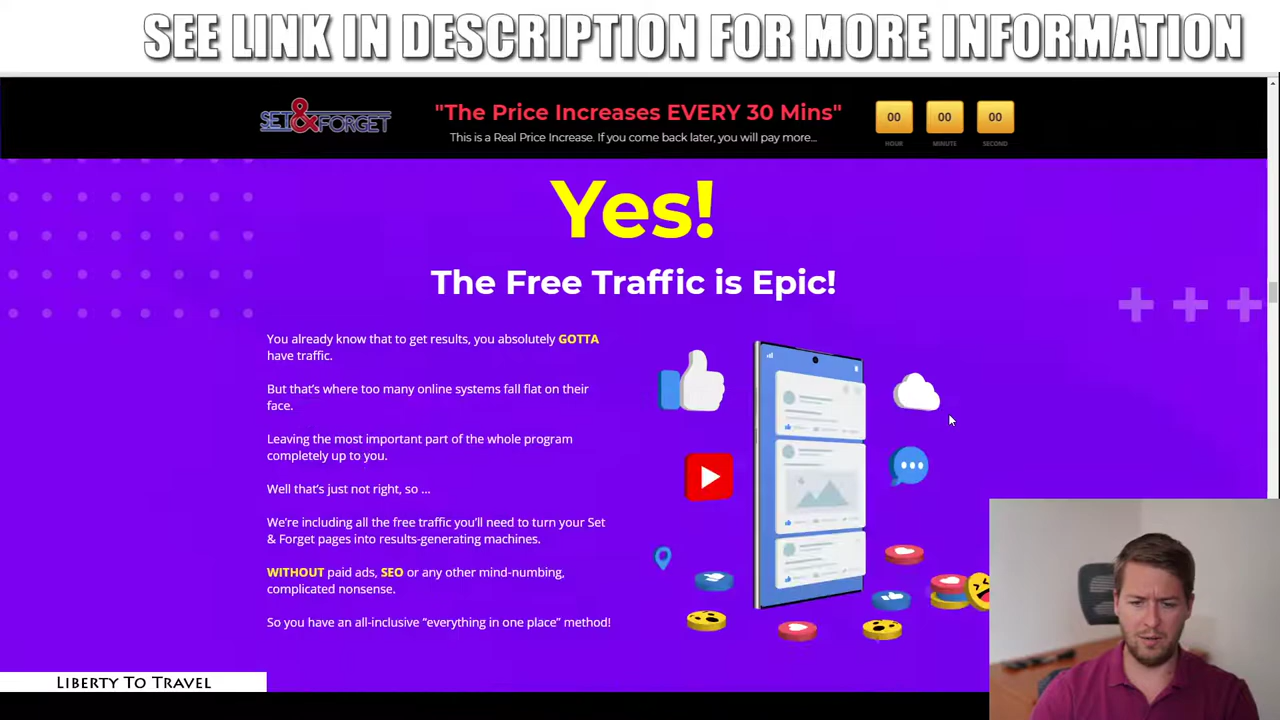 SEE LINK IN DESCRIPTION FOR MORE INFORMATION
SET & FORGET
"The Price Increases EVERY 30 Mins"
This is a Real Price Increase. If you come back later, you will pay more...
00 00 00
HOUR MINUTE SECOND
Yes!
The Free Traffic is Epic!
You already know that to get results, you absolutely GOTTA
have traffic.
But that’s where too many online systems fall flat on their
face.
Leaving the most important part of the whole program
completely up to you.
Well that’s just not right, so ...
We’re including all the free traffic you’ll need to turn your Set
& Forget pages into results-generating machines.
WITHOUT paid ads, SEO or any other mind-numbing,
complicated nonsense.
So you have an all-inclusive “everything in one place” method!
Liberty To Travel